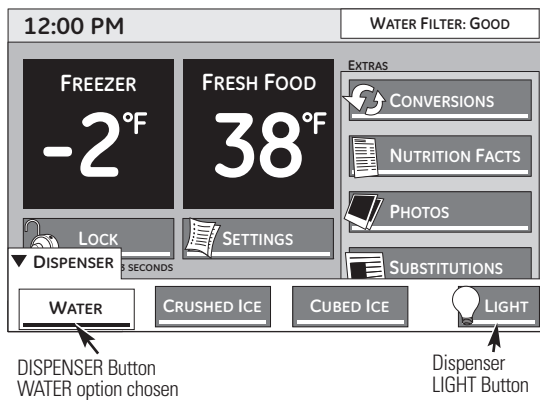 12:00 PM
WATER FILTER: GOOD
FREEZER
-2°F
FRESH FOOD
38°F
EXTRAS
CONVERSIONS
NUTRITION FACTS
PHOTOS
SUBSTITUTIONS
LOCK
3 SECONDS
SETTINGS
▼ DISPENSER
WATER
CRUSHED ICE
CUBED ICE
LIGHT
DISPENSER Button
WATER option chosen
Dispenser
LIGHT Button